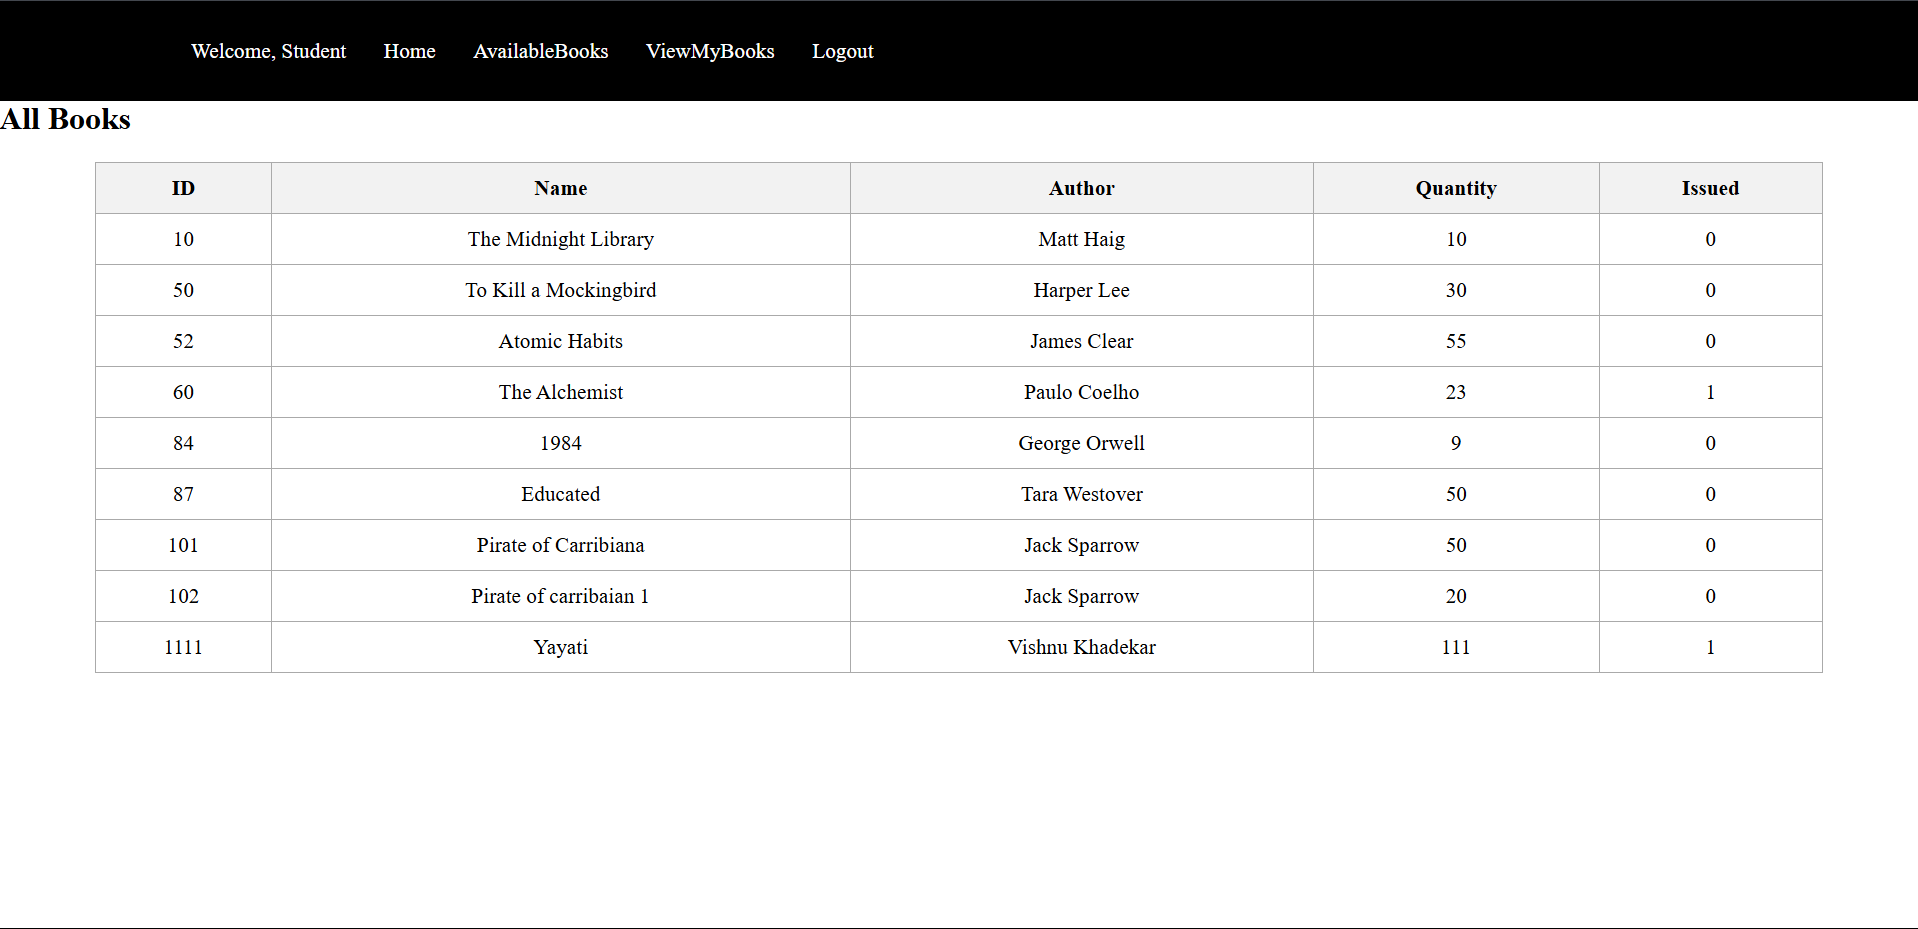 Welcome, Student Home AvailableBooks ViewMyBooks Logout
All Books
ID Name Author Quantity Issued
10 The Midnight Library Matt Haig 10 0
50 To Kill a Mockingbird Harper Lee 30 0
52 Atomic Habits James Clear 55 0
60 The Alchemist Paulo Coelho 23 1
84 1984 George Orwell 9 0
87 Educated Tara Westover 50 0
101 Pirate of Carribiana Jack Sparrow 50 0
102 Pirate of carribaian 1 Jack Sparrow 20 0
1111 Yayati Vishnu Khadekar 111 1